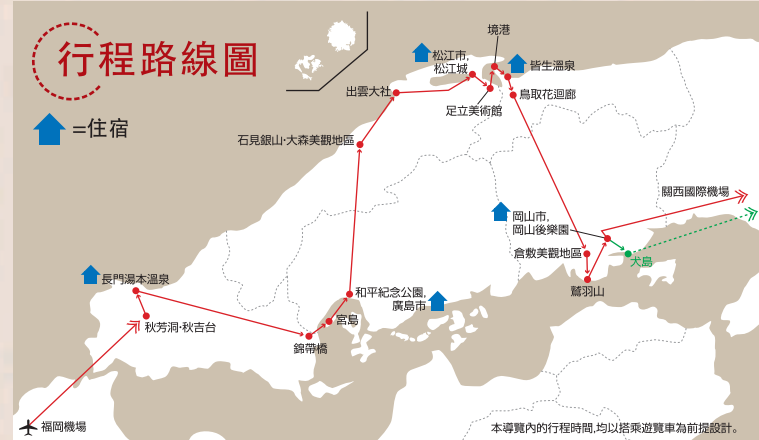 行程路線圖
=住宿
境港
松江市,
松江城
皆生溫泉
出雲大社
鳥取花迴廊
足立美術館
石見銀山·大森美觀地區
關西國際機場
岡山市,
岡山後樂園
倉敷美觀地區
犬島
長門湯本溫泉
鷲羽山
和平紀念公園,
廣島市
秋芳洞·秋吉台
宮島
錦帶橋
福岡機場
本導覽內的行程時間,均以搭乘遊覽車為前提設計。